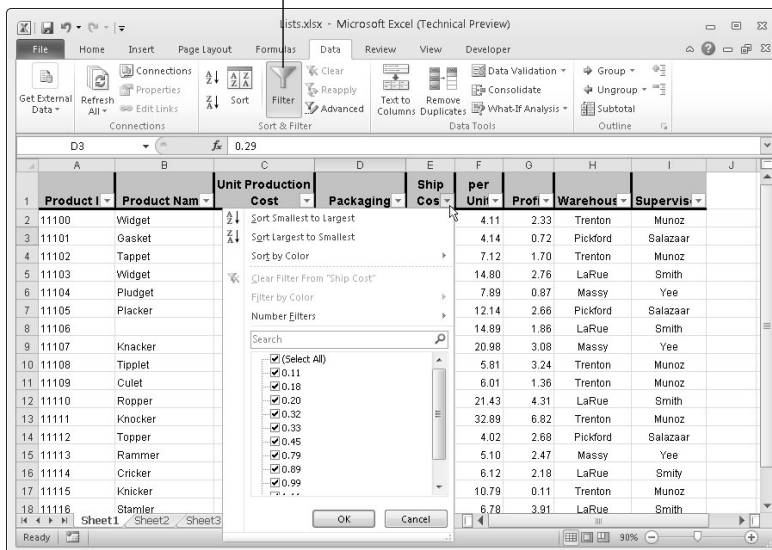 Lists.xlsx - Microsoft Excel (Technical Preview)
File Home Insert Page Layout Formulas Data Review View Developer
Get External Data
Refresh All
Connections
Properties
Edit Links
Connections
Sort
Filter
Clear
Reapply
Advanced
Sort & Filter
Text to Columns
Remove Duplicates
Data Validation
Consolidate
What-If Analysis
Data Tools
Group
Ungroup
Subtotal
Outline
D3 fx 0.29
A B C D E F G H I J
1 Product I Product Nam Unit Production Cost Packaging Ship Cos per Unit Profi Warehous Supervis
2 11100 Widget 4.11 2.33 Trenton Munoz
3 11101 Gasket 4.14 0.72 Pickford Salazaar
4 11102 Tappet 7.12 1.70 Trenton Munoz
5 11103 Widget 14.80 2.76 LaRue Smith
6 11104 Pludget 7.89 0.87 Massy Yee
7 11105 Placker 12.14 2.66 Pickford Salazaar
8 11106 14.89 1.86 LaRue Smith
9 11107 Knacker 20.98 3.08 Massy Yee
10 11108 Tipplet 5.81 3.24 Trenton Munoz
11 11109 Culet 6.01 1.36 Trenton Munoz
12 11110 Ropper 21.43 4.31 LaRue Smith
13 11111 Knocker 32.89 6.82 Trenton Munoz
14 11112 Topper 4.02 2.68 Pickford Salazaar
15 11113 Rammer 5.10 2.47 Massy Yee
16 11114 Cricker 6.12 2.18 LaRue Smity
17 11115 Knicker 10.79 0.11 Trenton Munoz
18 11116 Stamler 6.78 3.91 LaRue Smith
Sort Smallest to Largest
Sort Largest to Smallest
Sort by Color
Clear Filter From "Ship Cost"
Filter by Color
Number Filters
Search
(Select All)
0.11
0.18
0.20
0.32
0.33
0.45
0.79
0.89
0.99
OK Cancel
Sheet1 Sheet2 Sheet3
Ready 90%